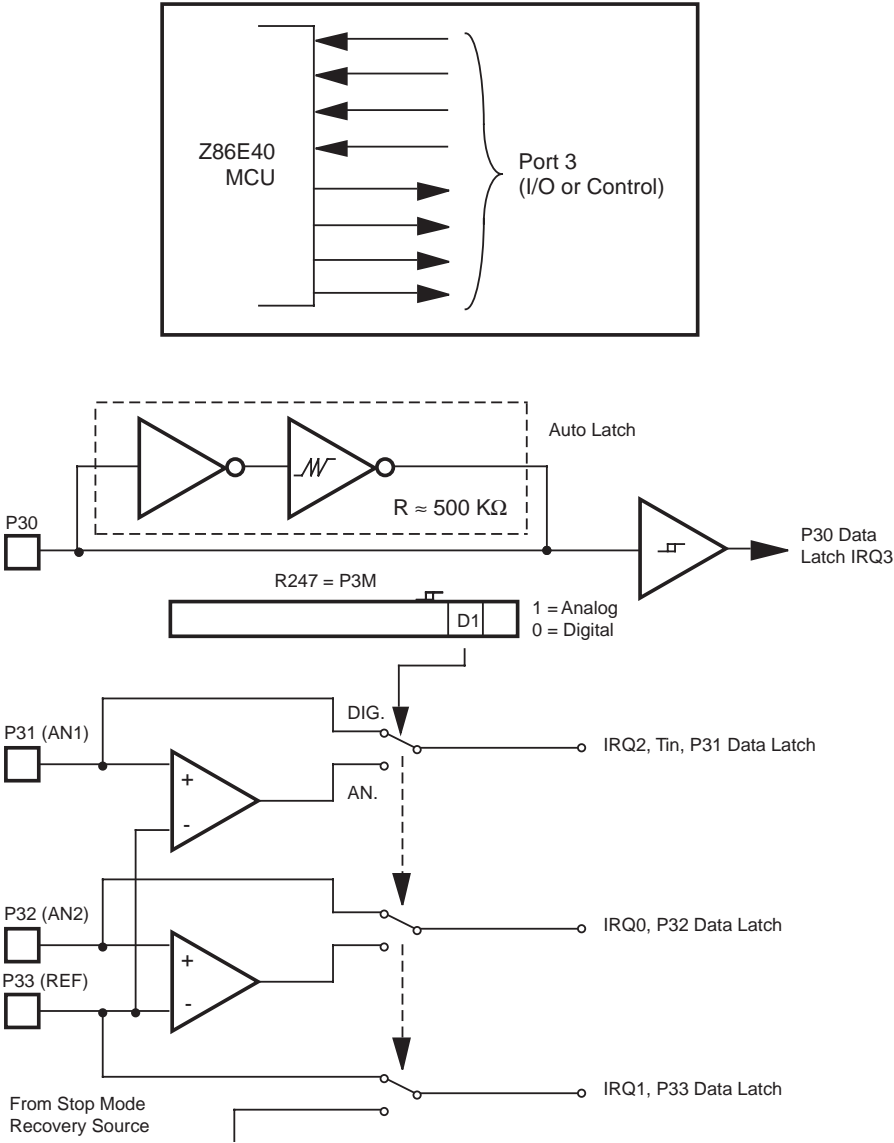 Z86E40
MCU
Port 3
(I/O or Control)
Auto Latch
R ≈ 500 KΩ
P30
P30 Data
Latch IRQ3
R247 = P3M
D1
1 = Analog
0 = Digital
DIG.
P31 (AN1)
IRQ2, Tin, P31 Data Latch
+
AN.
-
P32 (AN2)
IRQ0, P32 Data Latch
+
P33 (REF)
-
IRQ1, P33 Data Latch
From Stop Mode
Recovery Source